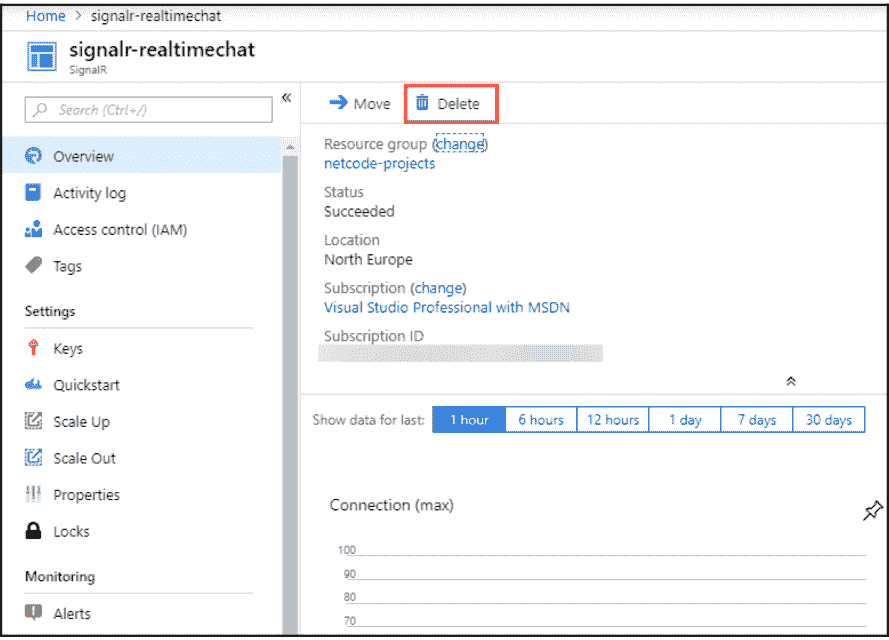 Home > signalr-realtimechat
signalr-realtimechat
SignalR
Search (Ctrl+/)
«
Overview
Activity log
Access control (IAM)
Tags
Settings
Keys
Quickstart
Scale Up
Scale Out
Properties
Locks
Monitoring
Alerts
Move Delete
Resource group (change)
netcode-projects
Status
Succeeded
Location
North Europe
Subscription (change)
Visual Studio Professional with MSDN
Subscription ID
Show data for last: 1 hour 6 hours 12 hours 1 day 7 days 30 days
Connection (max)
100
90
80
70